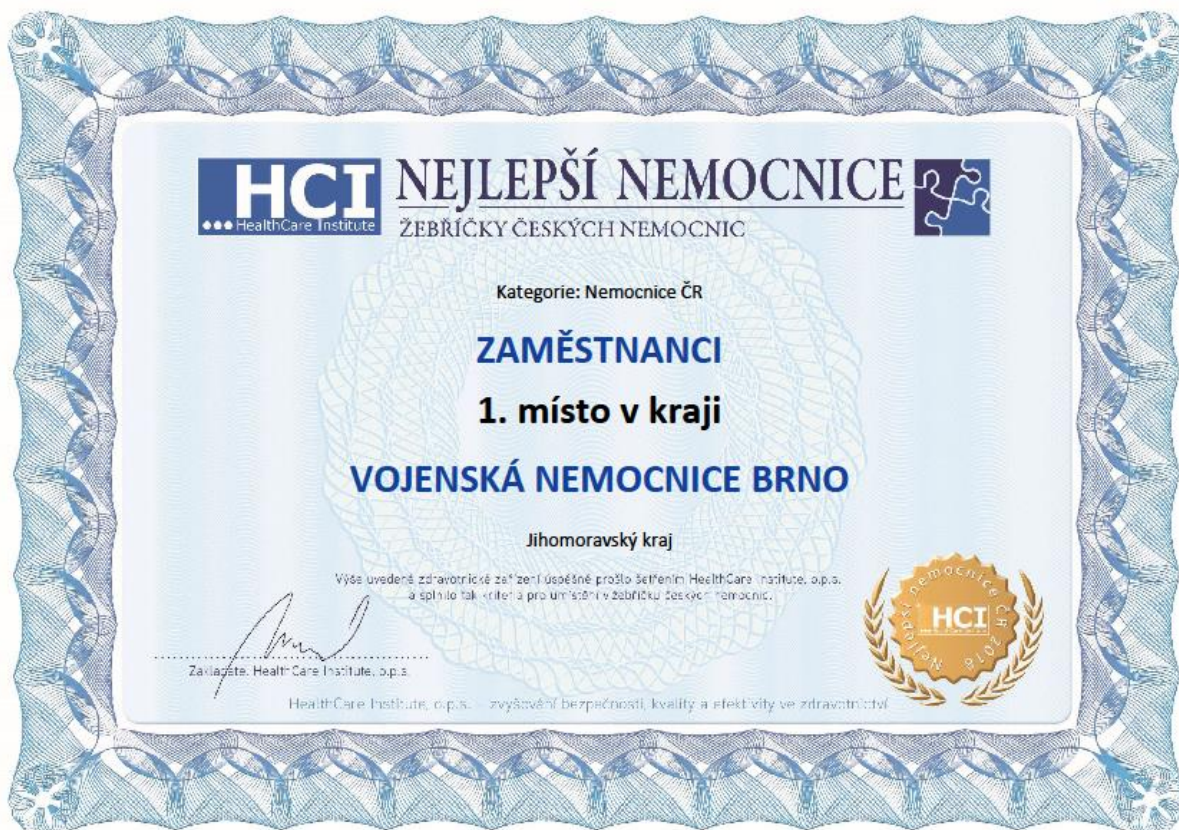 HCI
HealthCare Institute
NEJLEPŠÍ NEMOCNICE
ŽEBŘÍČKY ČESKÝCH NEMOCNIC
Kategorie: Nemocnice ČR
ZAMĚSTNANCI
1. místo v kraji
VOJENSKÁ NEMOCNICE BRNO
Jihomoravský kraj
Výše uvedené zdravotnické zařízení úspěšně prošlo šetřením HealthCare Institute, o.p.s.
a splnilo tak kritéria pro umístění v žebříčku českých nemocnic.
Zakladatel HealthCare Institute, o.p.s.
HealthCare Institute, o.p.s. – zvyšování bezpečnosti, kvality a efektivity ve zdravotnictví
Nejlepší nemocnice ČR 2018
HCI